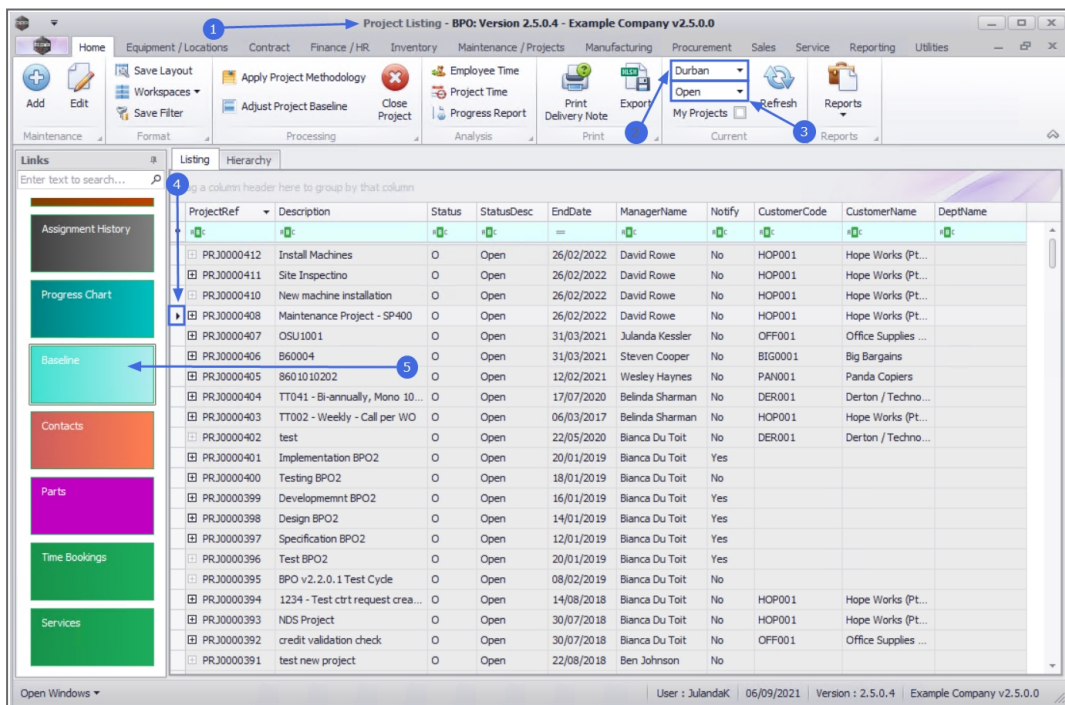 1
Project Listing - BPO: Version 2.5.0.4 - Example Company v2.5.0.0
Home Equipment / Locations Contract Finance / HR Inventory Maintenance / Projects Manufacturing Procurement Sales Service Reporting Utilities
Add
Edit
Save Layout
Workspaces
Save Filter
Apply Project Methodology
Adjust Project Baseline
Close Project
Employee Time
Project Time
Progress Report
Print Delivery Note
Export
Durban
Open
My Projects
Refresh
Reports
2
3
Maintenance Format Processing Analysis Print Current Reports
Links
Enter text to search...
Listing Hierarchy
4
a column header here to group by that column
ProjectRef Description Status StatusDesc EndDate ManagerName Notify CustomerCode CustomerName DeptName
PRJ0000412 Install Machines O Open 26/02/2022 David Rowe No HOP001 Hope Works (Pt...
PRJ0000411 Site Inspectino O Open 26/02/2022 David Rowe No HOP001 Hope Works (Pt...
PRJ0000410 New machine installation O Open 26/02/2022 David Rowe No HOP001 Hope Works (Pt...
PRJ0000408 Maintenance Project - SP400 O Open 26/02/2022 David Rowe No HOP001 Hope Works (Pt...
PRJ0000407 OSU1001 O Open 31/03/2021 Julanda Kessler No OFF001 Office Supplies ...
PRJ0000406 B60004 O Open 31/03/2021 Steven Cooper No BIG0001 Big Bargains
PRJ0000405 8601010202 O Open 12/02/2021 Wesley Haynes No PAN001 Panda Copiers
PRJ0000404 TT041 - Bi-annually, Mono 10... O Open 17/07/2020 Belinda Sharman No DER001 Derton / Techno...
PRJ0000403 TT002 - Weekly - Call per WO O Open 06/03/2017 Belinda Sharman No HOP001 Hope Works (Pt...
PRJ0000402 test O Open 22/05/2020 Bianca Du Toit No DER001 Derton / Techno...
PRJ0000401 Implementation BPO2 O Open 20/01/2019 Bianca Du Toit Yes
PRJ0000400 Testing BPO2 O Open 18/01/2019 Bianca Du Toit No
PRJ0000399 Developmemnt BPO2 O Open 16/01/2019 Bianca Du Toit Yes
PRJ0000398 Design BPO2 O Open 14/01/2019 Bianca Du Toit Yes
PRJ0000397 Specification BPO2 O Open 12/01/2019 Bianca Du Toit Yes
PRJ0000396 Test BPO2 O Open 20/01/2019 Bianca Du Toit Yes
PRJ0000395 BPO v2.2.0.1 Test Cycle O Open 08/02/2019 Bianca Du Toit No
PRJ0000394 1234 - Test ctrt request crea... O Open 14/08/2018 Bianca Du Toit No HOP001 Hope Works (Pt...
PRJ0000393 NDS Project O Open 30/07/2018 Bianca Du Toit No HOP001 Hope Works (Pt...
PRJ0000392 credit validation check O Open 30/07/2018 Bianca Du Toit No OFF001 Office Supplies ...
PRJ0000391 test new project O Open 22/08/2018 Ben Johnson No
Assignment History
Progress Chart
Baseline
5
Contacts
Parts
Time Bookings
Services
Open Windows
User : JulandaK 06/09/2021 Version : 2.5.0.4 Example Company v2.5.0.0